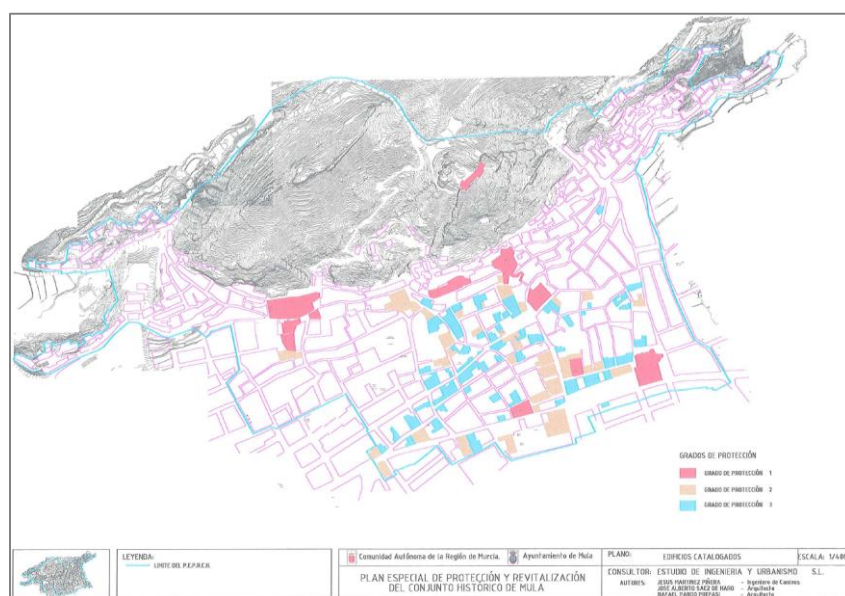 GRADOS DE PROTECCIÓN
GRADO DE PROTECCIÓN 1
GRADO DE PROTECCIÓN 2
GRADO DE PROTECCIÓN 3
LEYENDA:
LIMITE DEL P.E.P.R.C.H.
Comunidad Autónoma de la Región de Murcia.
Ayuntamiento de Mula
PLAN ESPECIAL DE PROTECCIÓN Y REVITALIZACIÓN
DEL CONJUNTO HISTÓRICO DE MULA
PLANO: EDIFICIOS CATALOGADOS
ESCALA:
CONSULTOR: ESTUDIO DE INGENIERIA Y URBANISMO S.L.
AUTORES: JESUS MARTINEZ PIÑERA - Ingeniero de Caminos
JOSE ALBERTO SAEZ DE HARO - Arquitecto
RAFAEL PARDO - Arquitecto